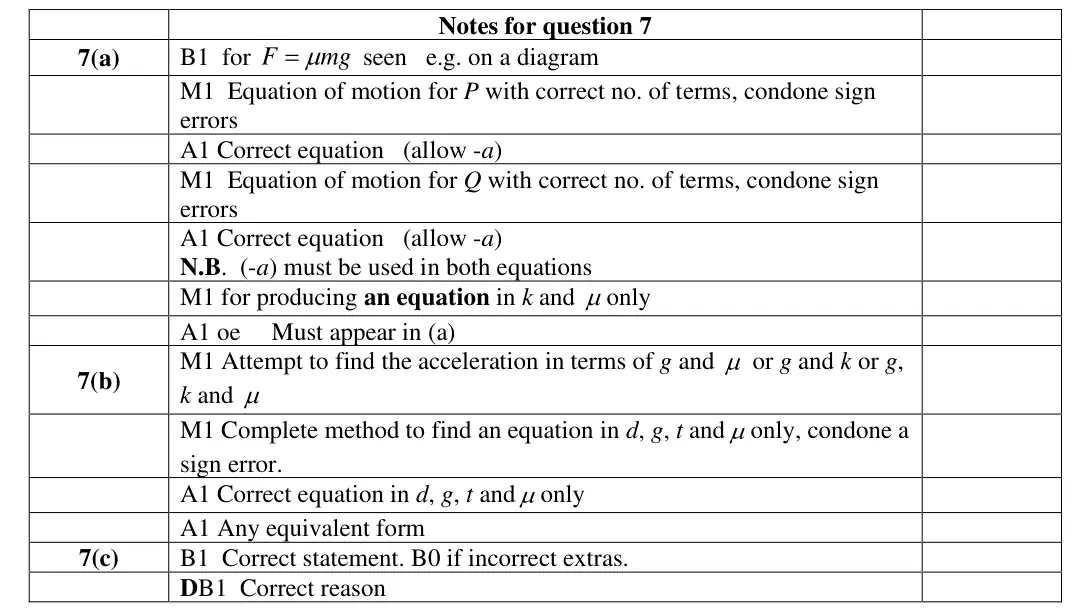 Notes for question 7
7(a) B1 for F = μmg seen e.g. on a diagram
M1 Equation of motion for P with correct no. of terms, condone sign
errors
A1 Correct equation (allow -a)
M1 Equation of motion for Q with correct no. of terms, condone sign
errors
A1 Correct equation (allow -a)
N.B. (-a) must be used in both equations
M1 for producing an equation in k and μ only
A1 oe Must appear in (a)
7(b) M1 Attempt to find the acceleration in terms of g and μ or g and k or g,
k and μ
M1 Complete method to find an equation in d, g, t and μ only, condone a
sign error.
A1 Correct equation in d, g, t and μ only
A1 Any equivalent form
7(c) B1 Correct statement. B0 if incorrect extras.
DB1 Correct reason